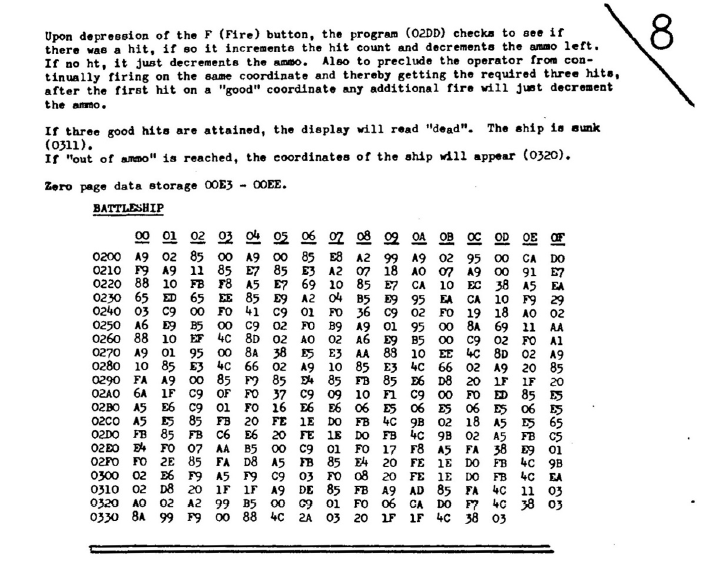 8
Upon depression of the F (Fire) button, the program (02DD) checks to see if
there was a hit, if so it increments the hit count and decrements the ammo left.
If no ht, it just decrements the ammo. Also to preclude the operator from con-
tinually firing on the same coordinate and thereby getting the required three hits,
after the first hit on a "good" coordinate any additional fire will just decrement
the ammo.
If three good hits are attained, the display will read "dead". The ship is sunk
(0311).
If "out of ammo" is reached, the coordinates of the ship will appear (0320).
Zero page data storage 00E3 - 00EE.
BATTLESHIP
00 01 02 03 04 05 06 07 08 09 0A 0B 0C 0D 0E 0F
0200 A9 02 85 00 A9 00 85 E8 A2 99 A9 02 95 00 CA D0
0210 F9 A9 11 85 E7 85 E3 A2 07 18 A0 07 A9 00 91 E7
0220 88 10 FB F8 A5 E7 69 10 85 E7 CA 10 EC 38 A5 EA
0230 65 ED 65 EE 85 E9 A2 04 B5 E9 95 EA CA 10 F9 29
0240 03 C9 00 F0 41 C9 01 F0 36 C9 02 F0 19 18 A0 02
0250 A6 E9 B5 00 C9 02 F0 B9 A9 01 95 00 8A 69 11 AA
0260 88 10 EF 4C 8D 02 A0 02 A6 E9 B5 00 C9 02 F0 A1
0270 A9 01 95 00 8A 38 E5 E3 AA 88 10 EE 4C 8D 02 A9
0280 10 85 E3 4C 66 02 A9 10 85 E3 4C 66 02 A9 20 85
0290 FA A9 00 85 F9 85 E4 85 FB 85 E6 D8 20 1F 1F 20
02A0 6A 1F C9 0F F0 37 C9 09 10 F1 C9 00 F0 ED 85 E5
02B0 A5 E6 C9 01 F0 16 E6 E6 06 E5 06 E5 06 E5 06 E5
02C0 A5 E5 85 FB 20 FE 1E D0 FB 4C 9B 02 18 A5 E5 65
02D0 FB 85 FB C6 E6 20 FE 1E D0 FB 4C 9B 02 A5 FB C5
02E0 E4 F0 07 AA B5 00 C9 01 F0 17 F8 A5 FA 38 E9 01
02F0 F0 2E 85 FA D8 A5 FB 85 E4 20 FE 1E D0 FB 4C 9B
0300 02 E6 F9 A5 F9 C9 03 F0 08 20 FE 1E D0 FB 4C EA
0310 02 D8 20 1F 1F A9 DE 85 FB A9 AD 85 FA 4C 11 03
0320 A0 02 A2 99 B5 00 C9 01 F0 06 CA D0 F7 4C 38 03
0330 8A 99 F9 00 88 4C 2A 03 20 1F 1F 4C 38 03